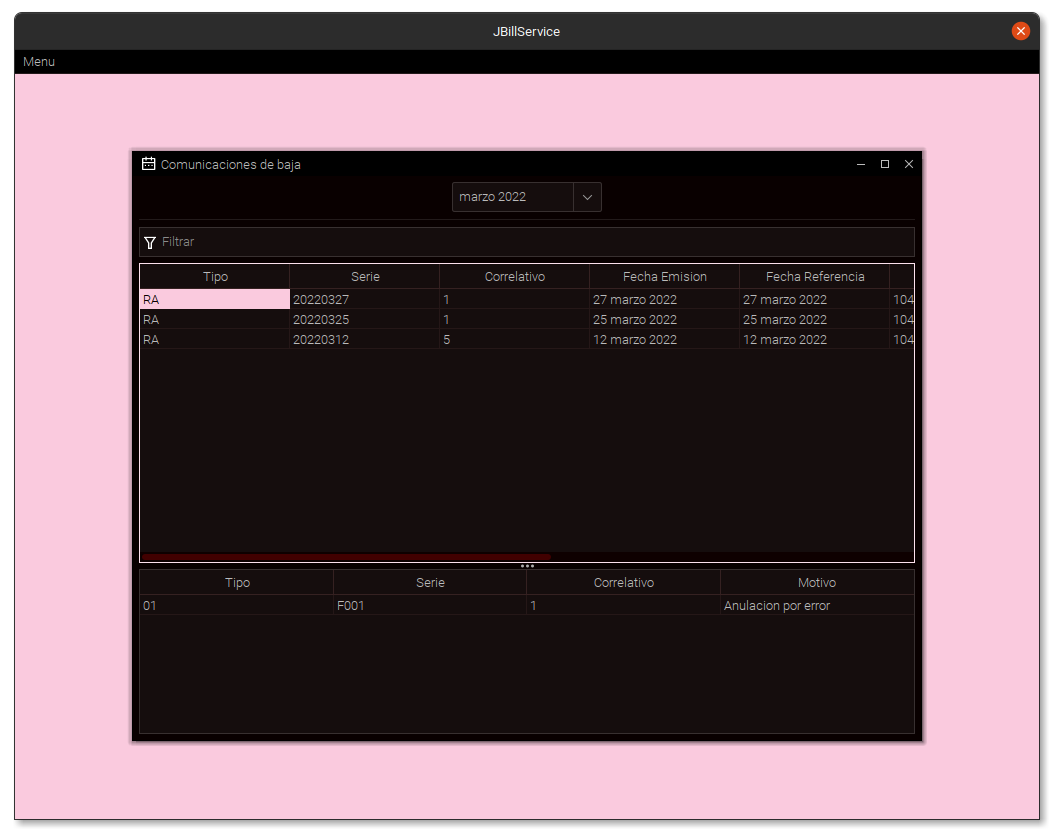 JBillService
Menu
Comunicaciones de baja
marzo 2022
Filtrar
Tipo Serie Correlativo Fecha Emision Fecha Referencia
RA 20220327 1 27 marzo 2022 27 marzo 2022 104
RA 20220325 1 25 marzo 2022 25 marzo 2022 104
RA 20220312 5 12 marzo 2022 12 marzo 2022 104
Tipo Serie Correlativo Motivo
01 F001 1 Anulacion por error